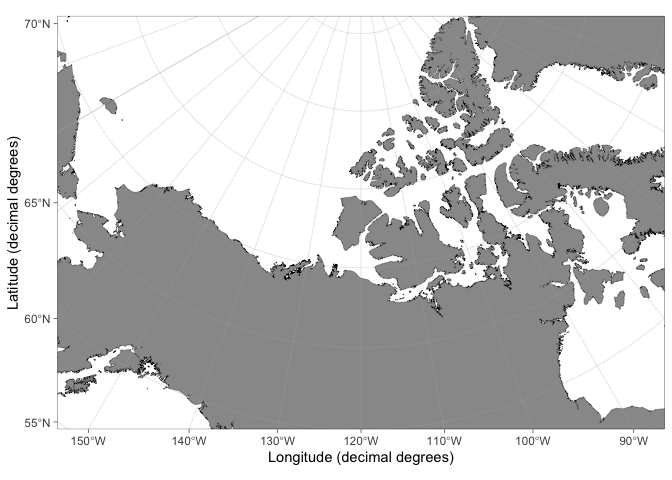 70°N
65°N
60°N
55°N
Latitude (decimal degrees)
150°W 140°W 130°W 120°W 110°W 100°W 90°W
Longitude (decimal degrees)